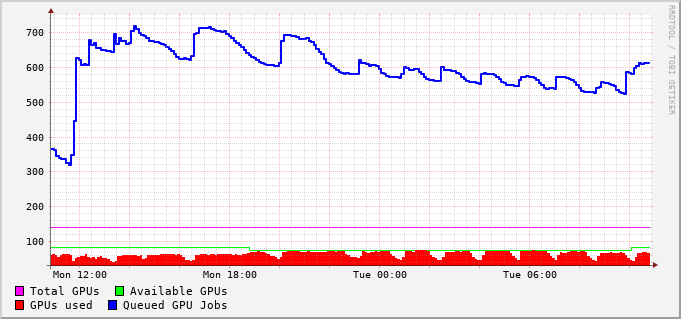 700
600
500
400
300
200
100
Mon 12:00 Mon 18:00 Tue 00:00 Tue 06:00
Total GPUs Available GPUs
GPUs used Queued GPU Jobs
RRDTOOL / TOBI OETIKER